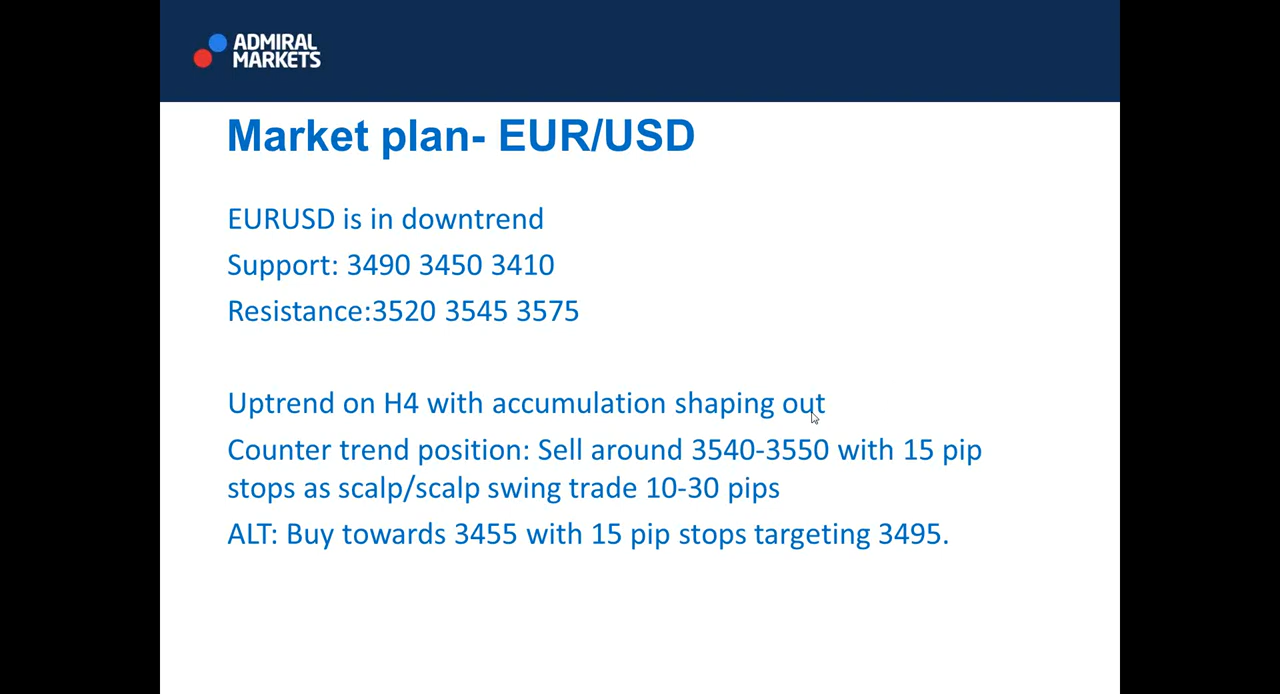 ADMIRAL
MARKETS
Market plan- EUR/USD
EURUSD is in downtrend
Support: 3490 3450 3410
Resistance:3520 3545 3575
Uptrend on H4 with accumulation shaping out
Counter trend position: Sell around 3540-3550 with 15 pip
stops as scalp/scalp swing trade 10-30 pips
ALT: Buy towards 3455 with 15 pip stops targeting 3495.